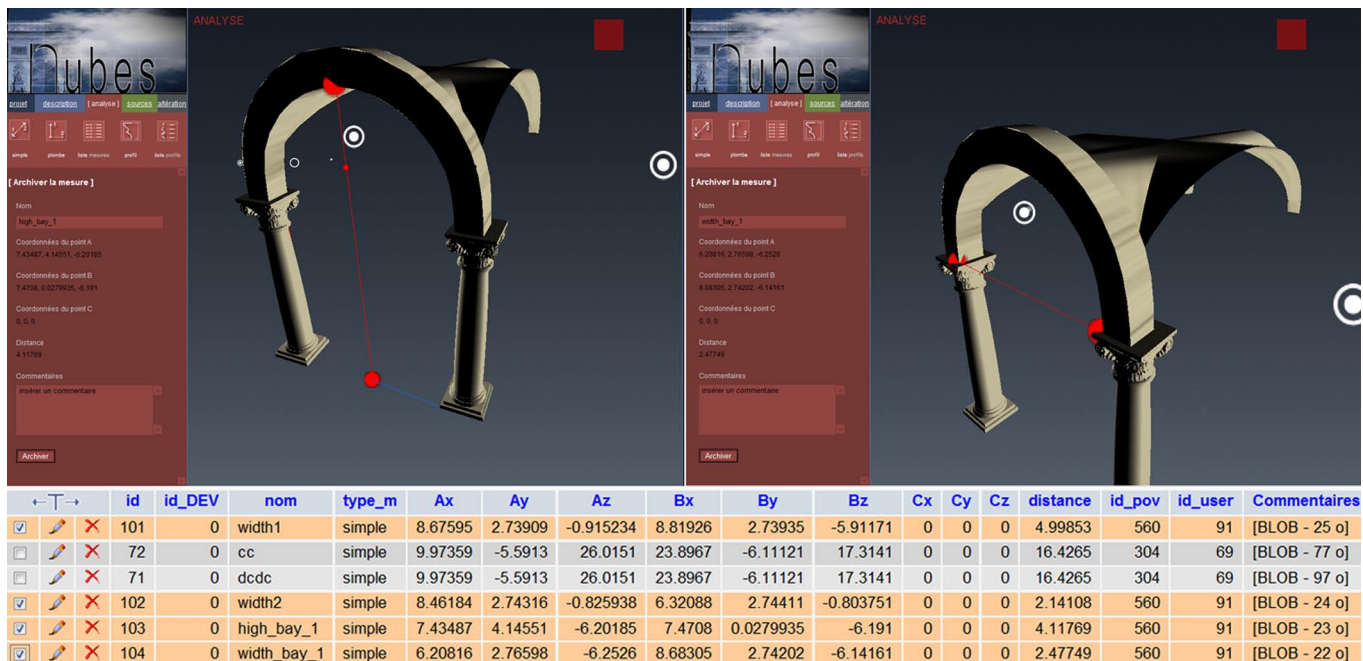 ANALYSE
Nubes
projet description [ analyse ] sources altération
simple plombe liste mesures profil liste profils
[ Archiver la mesure ]
Nom
high_bay_1
Coordonnées du point A
7.43487, 4.14551, -6.20185
Coordonnées du point B
7.4708, 0.0279935, -6.191
Coordonnées du point C
0, 0, 0
Distance
4.11769
Commentaires
insérer un commentaire
Archiver
ANALYSE
Nubes
projet description [ analyse ] sources altération
simple plombe liste mesures profil liste profils
[ Archiver la mesure ]
Nom
width_bay_1
Coordonnées du point A
6.20816, 2.76598, -6.2526
Coordonnées du point B
8.68305, 2.74202, -6.14161
Coordonnées du point C
0, 0, 0
Distance
2.47749
Commentaires
insérer un commentaire
Archiver
←T→ id id_DEV nom type_m Ax Ay Az Bx By Bz Cx Cy Cz distance id_pov id_user Commentaires
101 0 width1 simple 8.67595 2.73909 -0.915234 8.81926 2.73935 -5.91171 0 0 0 4.99853 560 91 [BLOB - 25 o]
72 0 cc simple 9.97359 -5.5913 26.0151 23.8967 -6.11121 17.3141 0 0 0 16.4265 304 69 [BLOB - 77 o]
71 0 dcdc simple 9.97359 -5.5913 26.0151 23.8967 -6.11121 17.3141 0 0 0 16.4265 304 69 [BLOB - 97 o]
102 0 width2 simple 8.46184 2.74316 -0.825938 6.32088 2.74411 -0.803751 0 0 0 2.14108 560 91 [BLOB - 24 o]
103 0 high_bay_1 simple 7.43487 4.14551 -6.20185 7.4708 0.0279935 -6.191 0 0 0 4.11769 560 91 [BLOB - 23 o]
104 0 width_bay_1 simple 6.20816 2.76598 -6.2526 8.68305 2.74202 -6.14161 0 0 0 2.47749 560 91 [BLOB - 22 o]